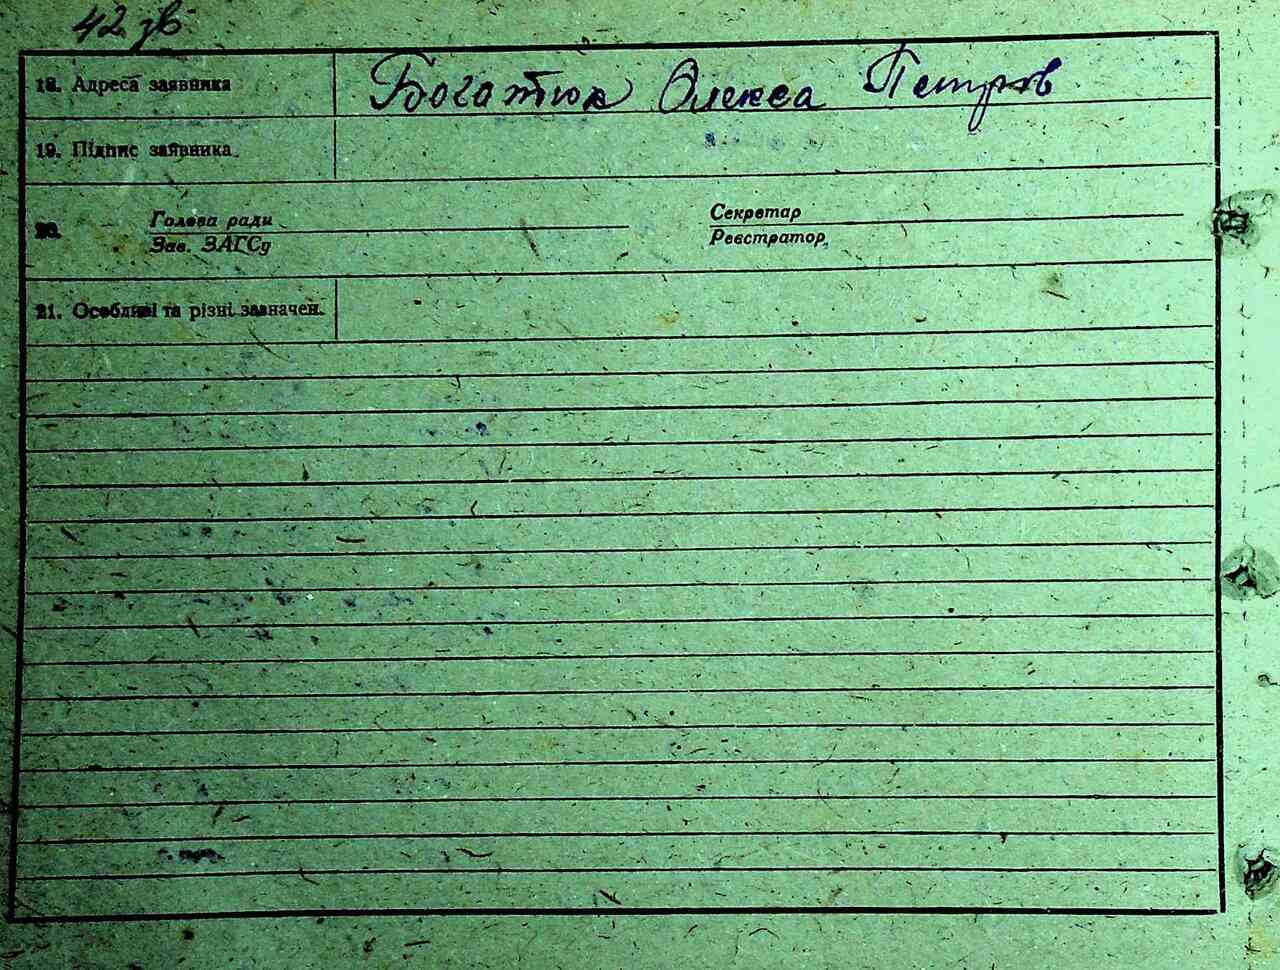 42 зв
18. Адреса заявника Богатюк Олекса Петров
19. Підпис заявника
20. Голова ради Секретар
Зав. ЗАГСу Реєстратор
21. Особливі та різні зазначен.